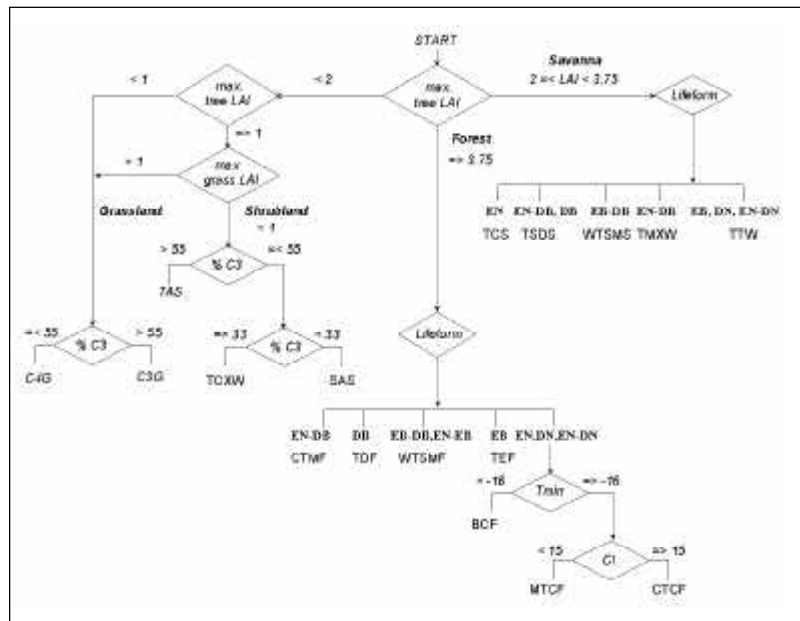 START
Savanna
2 =< LAI < 3.75
< 1
max.
tree LAI
< 2
max.
tree LAI
Lifeform
=> 1
Forest
=> 3.75
> 1
max
grass LAI
Grassland
Shrubland
< 1
EN EN-DB, DB EB-DB EN-DB EB, DN, EN-DN
TCS TSDS WTSMS TMXW TTW
> 55 % C3 =< 55
TAS
Lifeform
=< 55 % C3 > 55
=> 33 % C3 < 33
C4G C3G TCXW SAS
EN-DB DB EB-DB,EN-EB EB EN,DN,EN-DN
CTMF TDF WTSMF TEF
< -16 Tmin => -16
BCF
< 15 CI => 15
MTCF CTCF